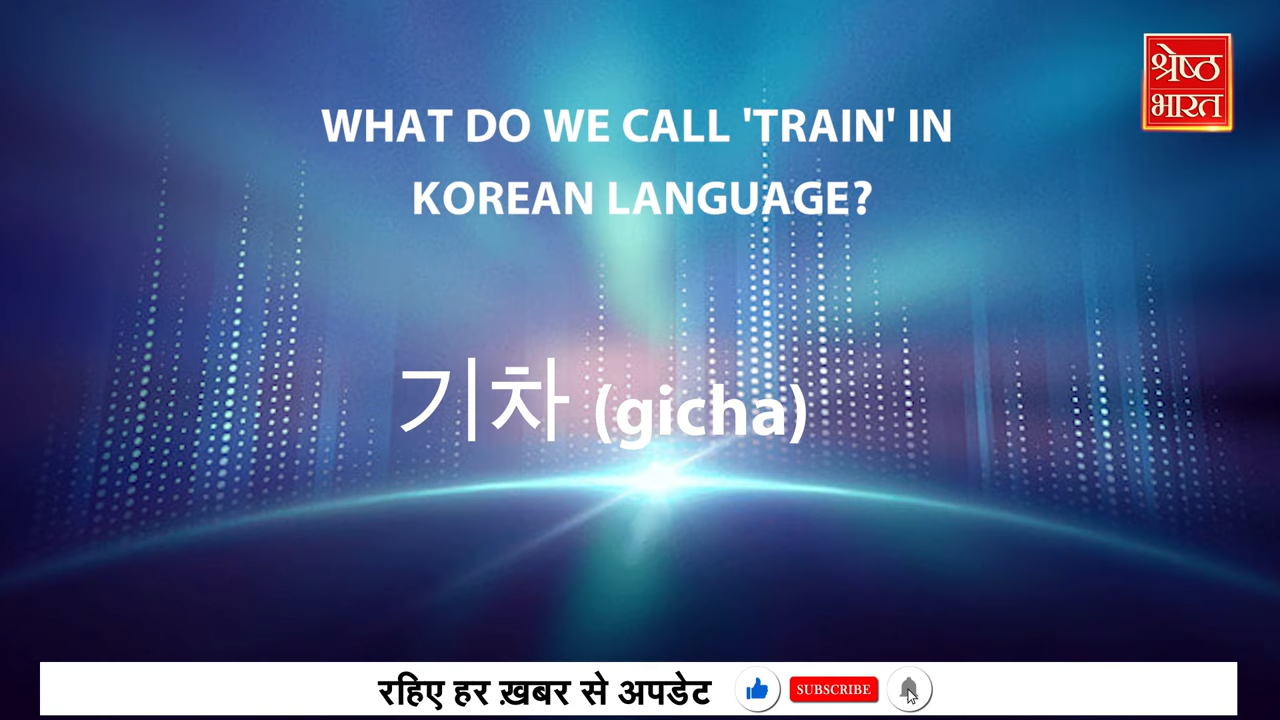 श्रेष्ठ
भारत
WHAT DO WE CALL 'TRAIN' IN
KOREAN LANGUAGE?
기차 (gicha)
रहिए हर ख़बर से अपडेट
SUBSCRIBE